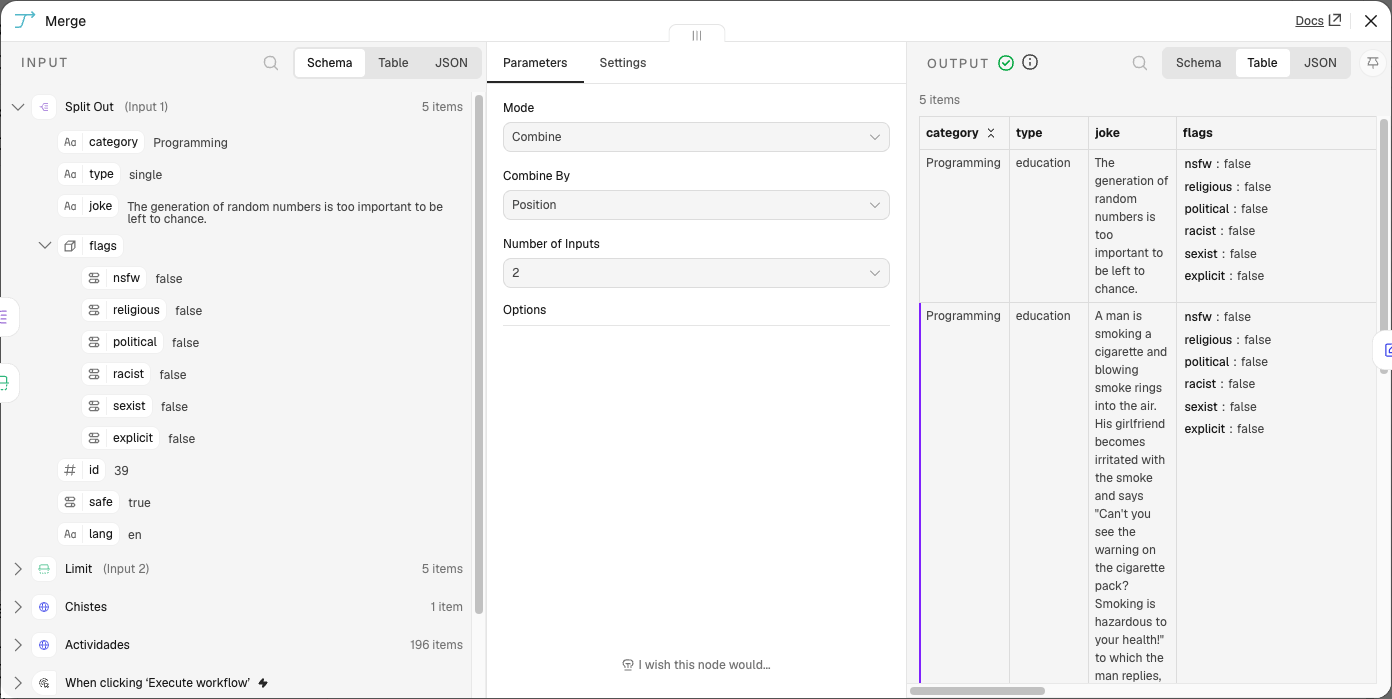 Merge
Docs
INPUT
Schema
Table
JSON
Split Out (Input 1) 5 items
Aa category Programming
Aa type single
Aa joke The generation of random numbers is too important to be
left to chance.
flags
nsfw false
religious false
political false
racist false
sexist false
explicit false
# id 39
safe true
Aa lang en
Limit (Input 2) 5 items
Chistes 1 item
Actividades 196 items
When clicking ‘Execute workflow’
Parameters
Settings
Mode
Combine
Combine By
Position
Number of Inputs
2
Options
I wish this node would...
OUTPUT
Schema
Table
JSON
5 items
category type joke flags
Programming
education
The
generation of
random
numbers is
too
important to
be left to
chance.
nsfw : false
religious : false
political : false
racist : false
sexist : false
explicit : false
Programming
education
A man is
smoking a
cigarette and
blowing
smoke rings
into the air.
His girlfriend
becomes
irritated with
the smoke
and says
"Can't you
see the
warning on
the cigarette
pack?
Smoking is
hazardous to
your health!"
to which the
man replies,
nsfw : false
religious : false
political : false
racist : false
sexist : false
explicit : false